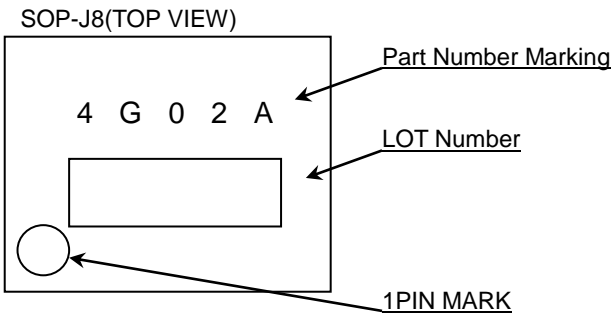 SOP-J8(TOP VIEW)
Part Number Marking
4 G 0 2 A
LOT Number
1PIN MARK